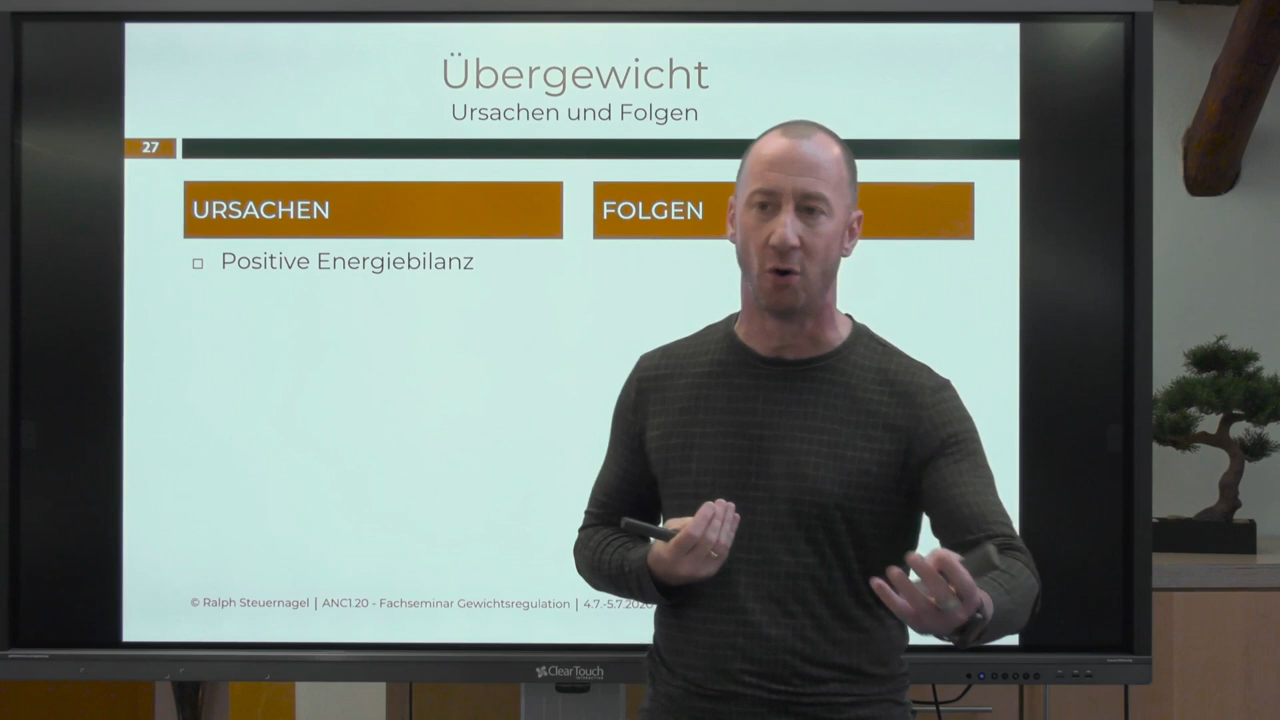 Übergewicht
Ursachen und Folgen
27
URSACHEN
FOLGEN
Positive Energiebilanz
© Ralph Steuernagel | ANC1.20 - Fachseminar Gewichtsregulation | 4.7.-5.7.2020
ClearTouch
INTERACTIVE